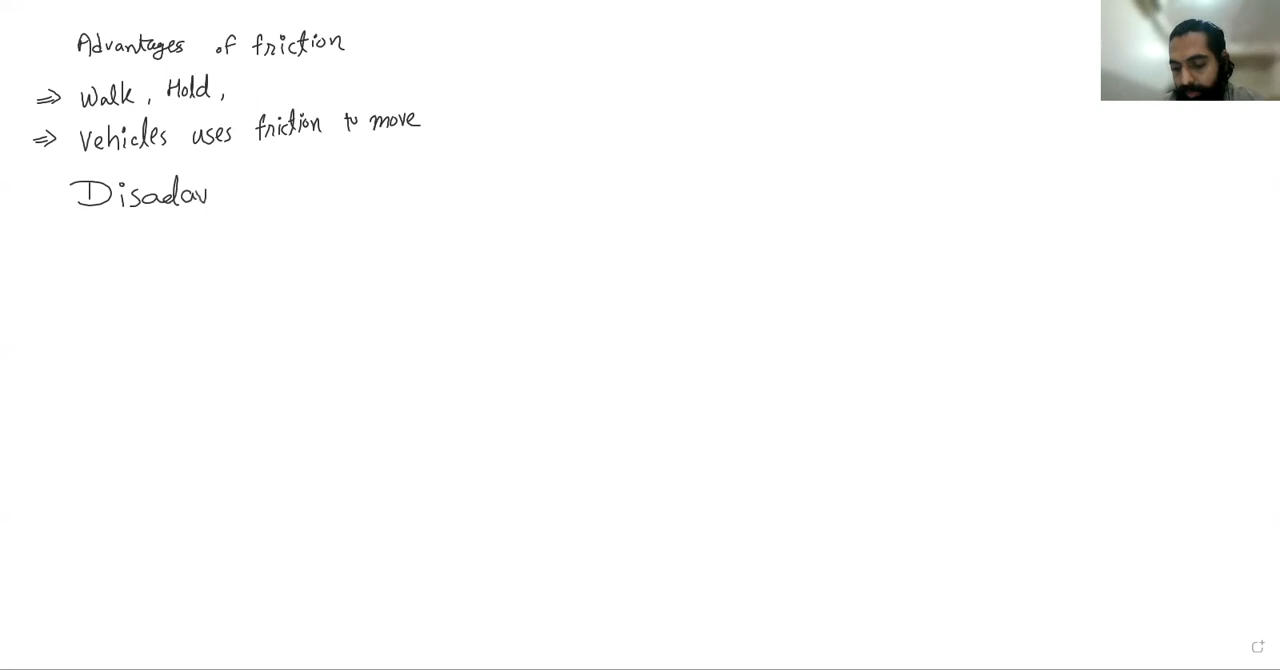 Advantages of friction
⇒ Walk, Hold,
⇒ Vehicles uses friction to move
Disadav